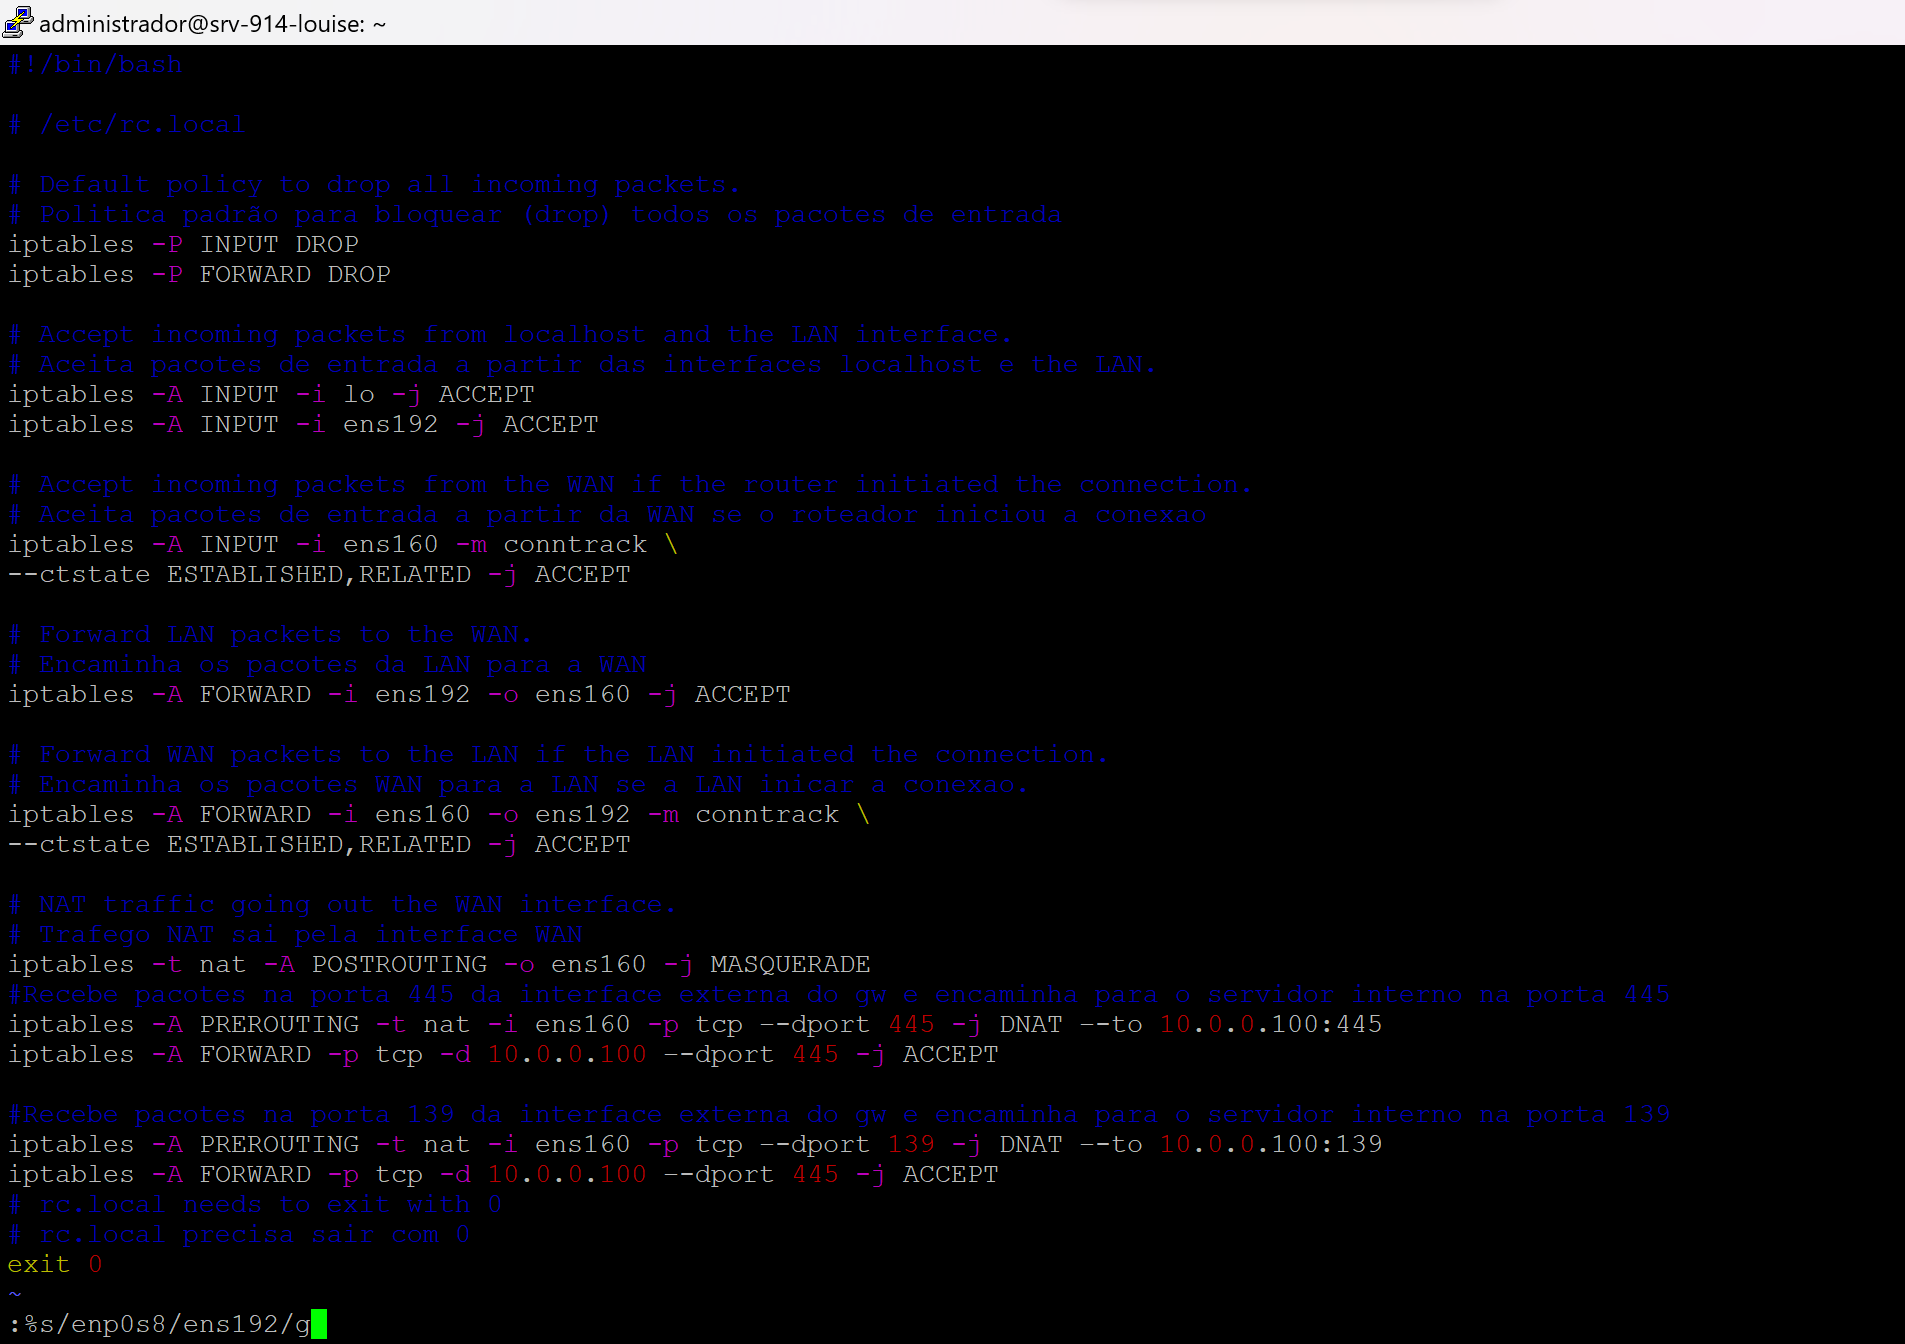 administrador@srv-914-louise: ~
#!/bin/bash
# /etc/rc.local
# Default policy to drop all incoming packets.
# Politica padrão para bloquear (drop) todos os pacotes de entrada
iptables -P INPUT DROP
iptables -P FORWARD DROP
# Accept incoming packets from localhost and the LAN interface.
# Aceita pacotes de entrada a partir das interfaces localhost e the LAN.
iptables -A INPUT -i lo -j ACCEPT
iptables -A INPUT -i ens192 -j ACCEPT
# Accept incoming packets from the WAN if the router initiated the connection.
# Aceita pacotes de entrada a partir da WAN se o roteador iniciou a conexao
iptables -A INPUT -i ens160 -m conntrack \
--ctstate ESTABLISHED,RELATED -j ACCEPT
# Forward LAN packets to the WAN.
# Encaminha os pacotes da LAN para a WAN
iptables -A FORWARD -i ens192 -o ens160 -j ACCEPT
# Forward WAN packets to the LAN if the LAN initiated the connection.
# Encaminha os pacotes WAN para a LAN se a LAN inicar a conexao.
iptables -A FORWARD -i ens160 -o ens192 -m conntrack \
--ctstate ESTABLISHED,RELATED -j ACCEPT
# NAT traffic going out the WAN interface.
# Trafego NAT sai pela interface WAN
iptables -t nat -A POSTROUTING -o ens160 -j MASQUERADE
#Recebe pacotes na porta 445 da interface externa do gw e encaminha para o servidor interno na porta 445
iptables -A PREROUTING -t nat -i ens160 -p tcp –-dport 445 -j DNAT –-to 10.0.0.100:445
iptables -A FORWARD -p tcp -d 10.0.0.100 –-dport 445 -j ACCEPT
#Recebe pacotes na porta 139 da interface externa do gw e encaminha para o servidor interno na porta 139
iptables -A PREROUTING -t nat -i ens160 -p tcp –-dport 139 -j DNAT –-to 10.0.0.100:139
iptables -A FORWARD -p tcp -d 10.0.0.100 –-dport 445 -j ACCEPT
# rc.local needs to exit with 0
# rc.local precisa sair com 0
exit 0
~
:%s/enp0s8/ens192/g